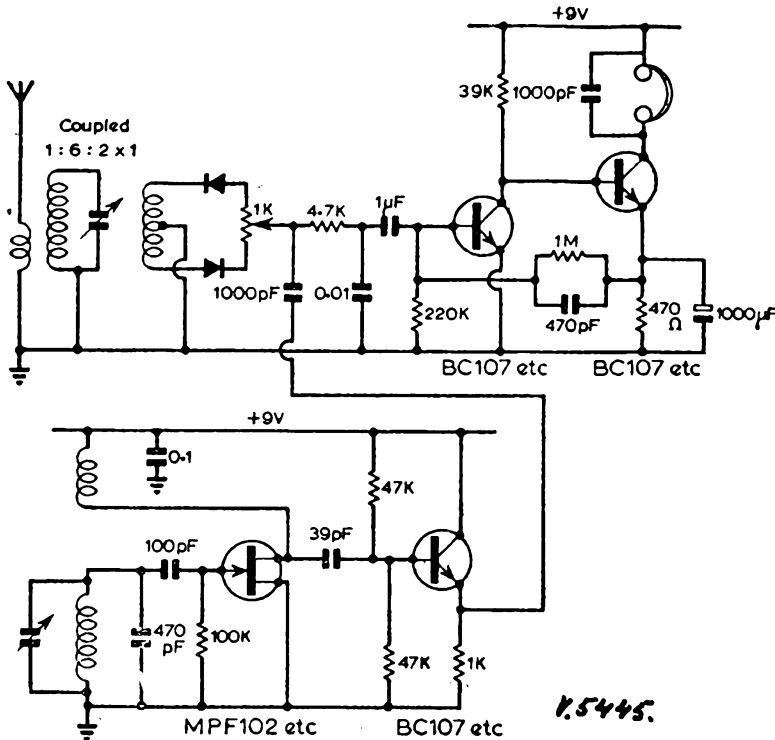 +9V
39K
1000pF
Coupled
1:6:2x1
1K
4.7K
1µF
1M
1000pF
0.01
220K
470pF
470
Ω
1000µF
BC107 etc
BC107 etc
+9V
0.1
47K
100pF
39pF
470
pF
100K
47K
1K
MPF102 etc
BC107 etc
V.5445.